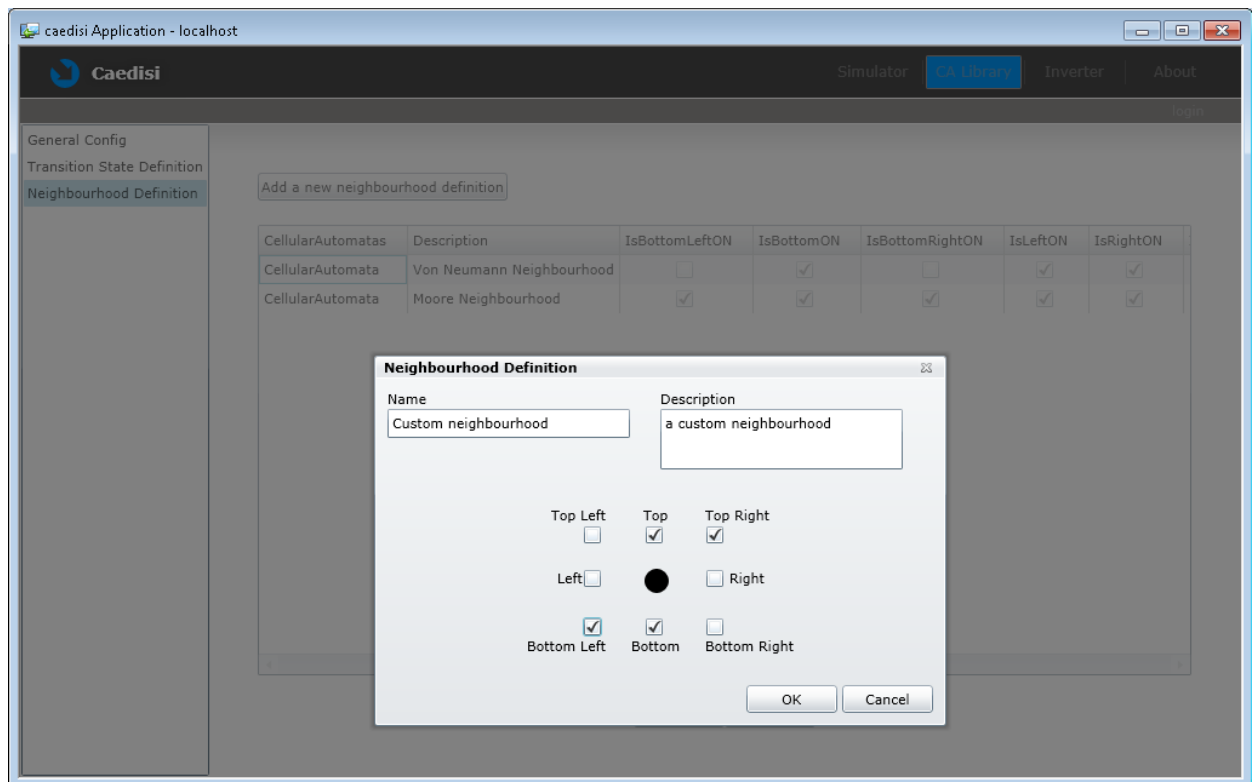 caedisi Application - localhost
Caedisi
Simulator CA Library Inverter About
login
General Config
Transition State Definition
Neighbourhood Definition
Add a new neighbourhood definition
CellularAutomatas Description IsBottomLeftON IsBottomON IsBottomRightON IsLeftON IsRightON
CellularAutomata Von Neumann Neighbourhood
CellularAutomata Moore Neighbourhood
Neighbourhood Definition
Name Description
Custom neighbourhood a custom neighbourhood
Top Left Top Top Right
Left Right
Bottom Left Bottom Bottom Right
OK Cancel